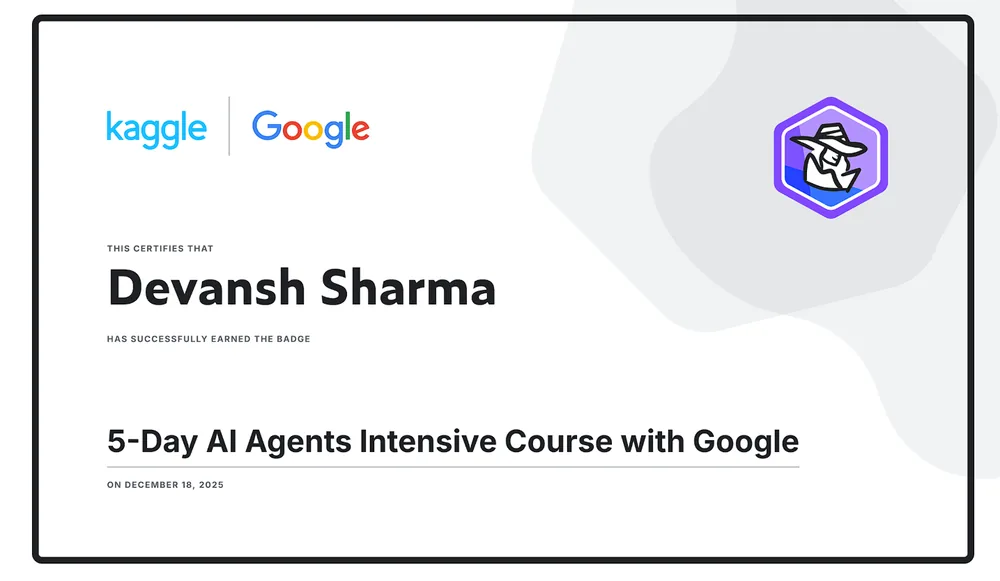 kaggle
Google
THIS CERTIFIES THAT
Devansh Sharma
HAS SUCCESSFULLY EARNED THE BADGE
5-Day AI Agents Intensive Course with Google
ON DECEMBER 18, 2025